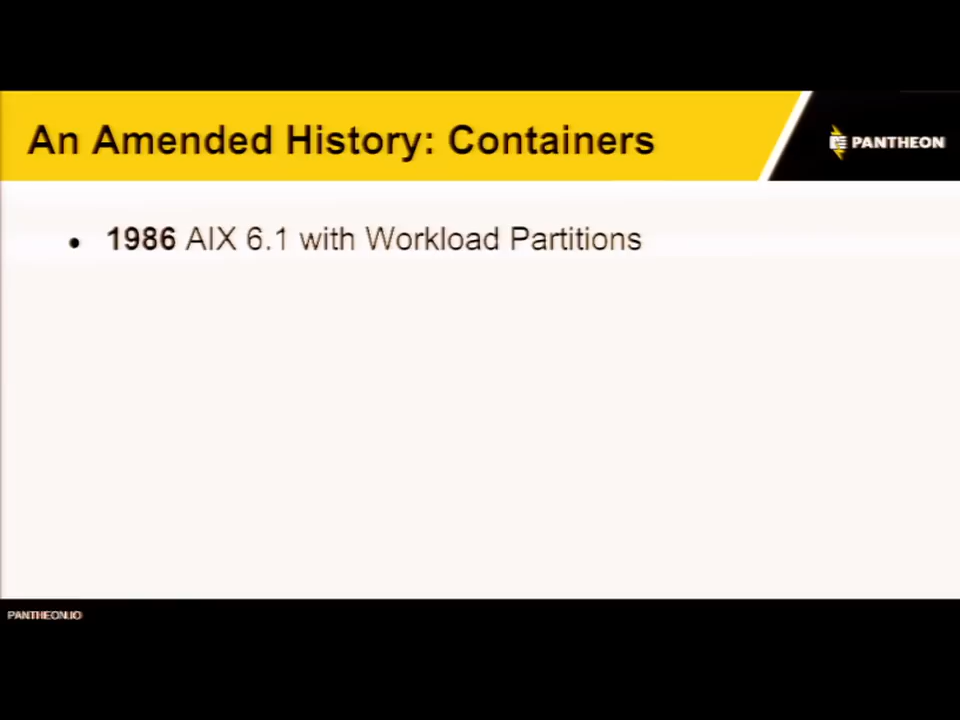 An Amended History: Containers
PANTHEON
• 1986 AIX 6.1 with Workload Partitions
PANTHEON.IO